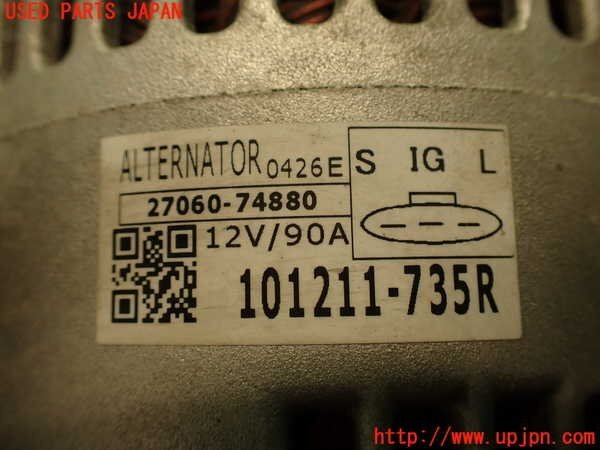 USED PARTS JAPAN
ALTERNATOR 0426E
27060-74880
12V/90A
S IG L
101211-735R
http://www.upjpn.com/